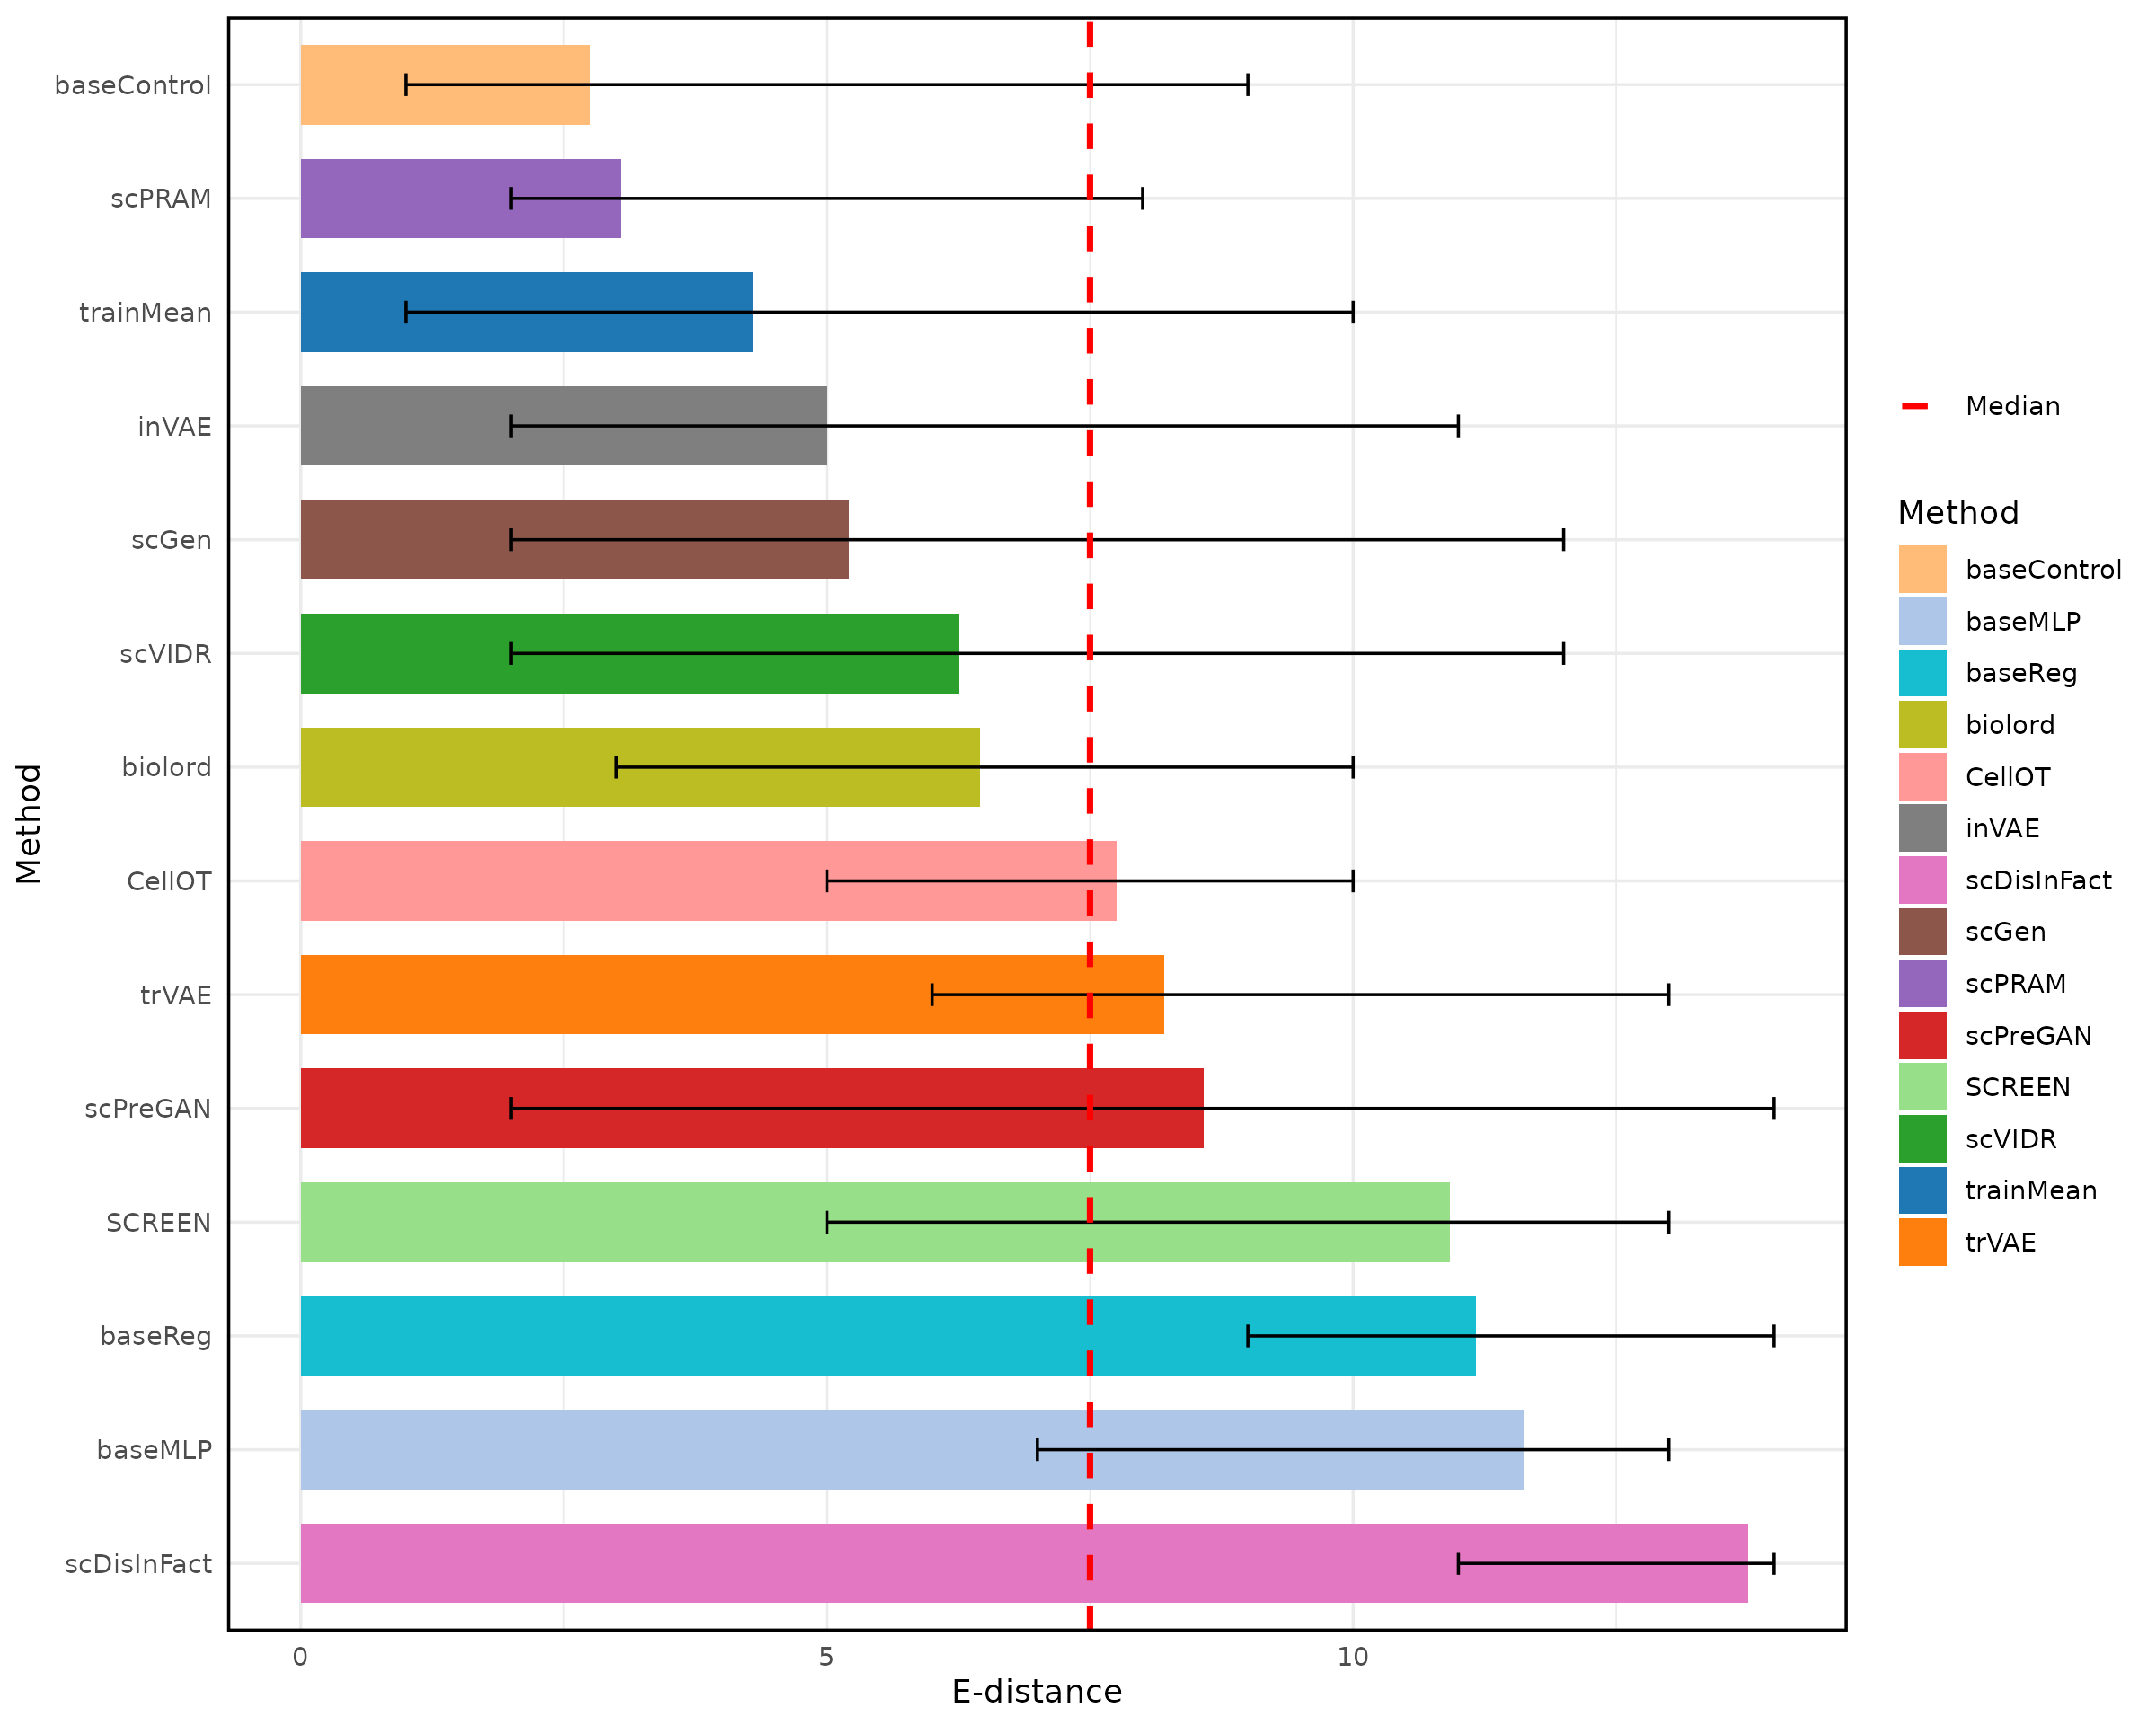 baseControl
scPRAM
trainMean
inVAE
scGen
scVIDR
biolord
CellOT
trVAE
scPreGAN
SCREEN
baseReg
baseMLP
scDisInFact
Method
0 5 10
E-distance
Median
Method
baseControl
baseMLP
baseReg
biolord
CellOT
inVAE
scDisInFact
scGen
scPRAM
scPreGAN
SCREEN
scVIDR
trainMean
trVAE